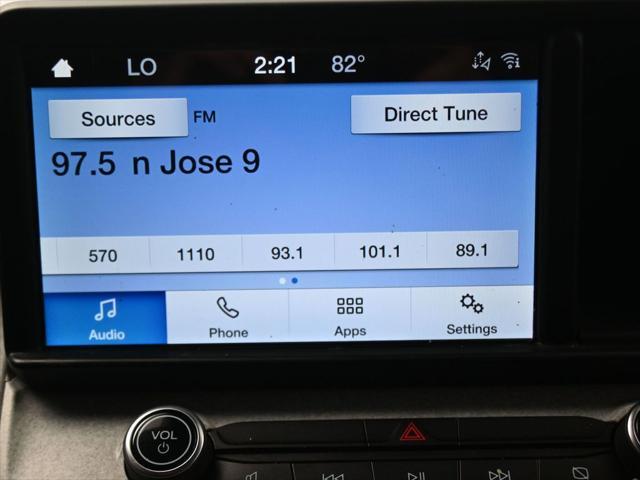 LO 2:21 82°
Sources FM Direct Tune
97.5 n Jose 9
570 1110 93.1 101.1 89.1
Audio Phone Apps Settings
VOL